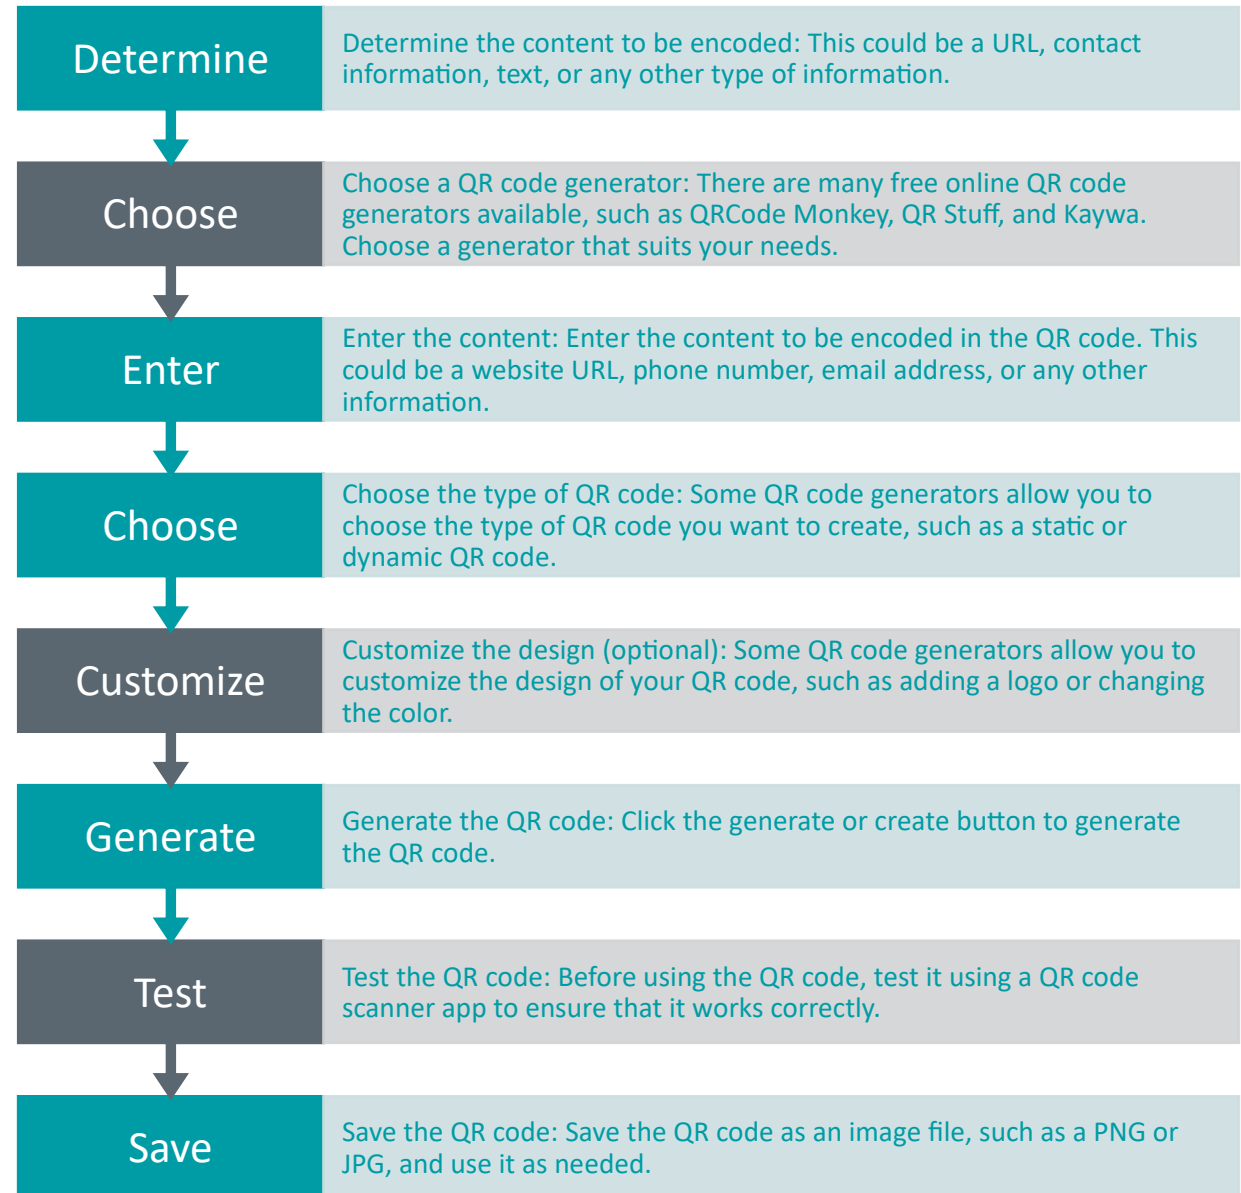 Determine
Determine the content to be encoded: This could be a URL, contact
information, text, or any other type of information.
Choose
Choose a QR code generator: There are many free online QR code
generators available, such as QRCode Monkey, QR Stuff, and Kaywa.
Choose a generator that suits your needs.
Enter
Enter the content: Enter the content to be encoded in the QR code. This
could be a website URL, phone number, email address, or any other
information.
Choose
Choose the type of QR code: Some QR code generators allow you to
choose the type of QR code you want to create, such as a static or
dynamic QR code.
Customize
Customize the design (optional): Some QR code generators allow you to
customize the design of your QR code, such as adding a logo or changing
the color.
Generate
Generate the QR code: Click the generate or create button to generate
the QR code.
Test
Test the QR code: Before using the QR code, test it using a QR code
scanner app to ensure that it works correctly.
Save
Save the QR code: Save the QR code as an image file, such as a PNG or
JPG, and use it as needed.